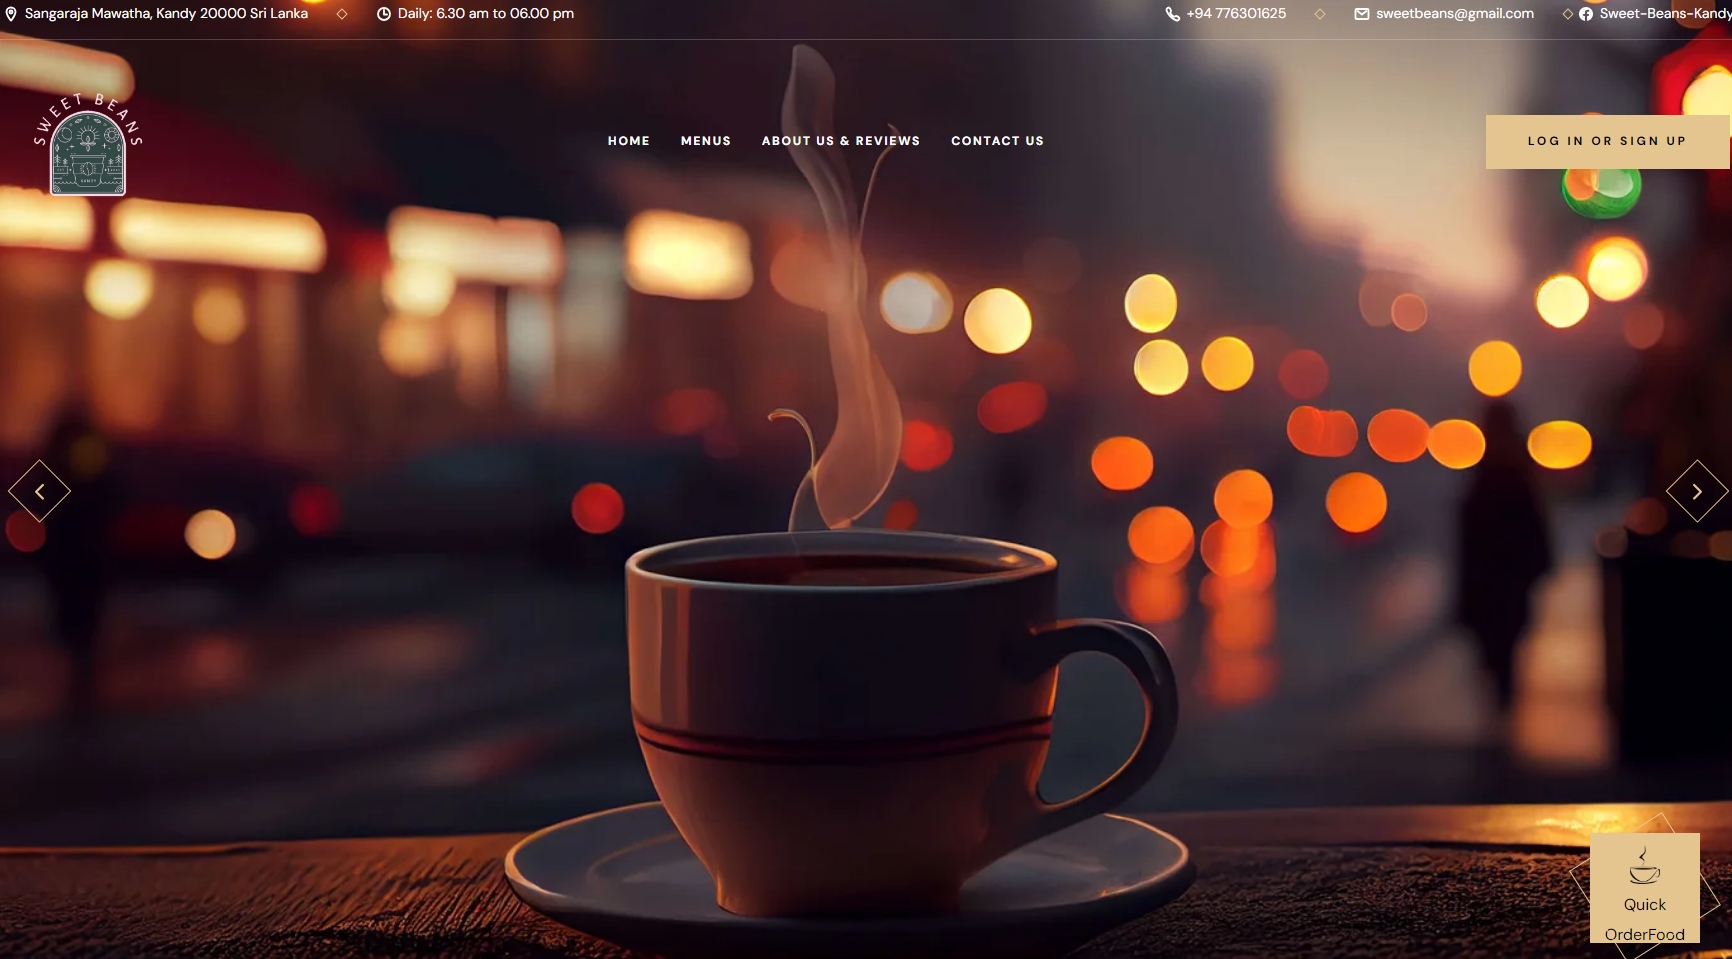 Sangaraja Mawatha, Kandy 20000 Sri Lanka
Daily: 6.30 am to 06.00 pm
+94 776301625
sweetbeans@gmail.com
Sweet-Beans-Kandy
SWEET BEANS
HOME
MENUS
ABOUT US & REVIEWS
CONTACT US
LOG IN OR SIGN UP
Quick
OrderFood